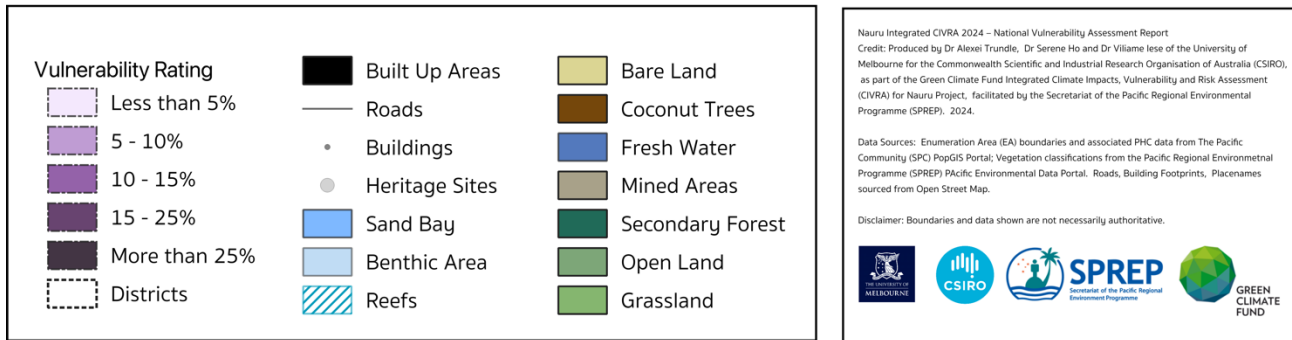 Vulnerability Rating
Less than 5%
5 - 10%
10 - 15%
15 - 25%
More than 25%
Districts
Built Up Areas
Roads
Buildings
Heritage Sites
Sand Bay
Benthic Area
Reefs
Bare Land
Coconut Trees
Fresh Water
Mined Areas
Secondary Forest
Open Land
Grassland
Nauru Integrated CIVRA 2024 – National Vulnerability Assessment Report
Credit: Produced by Dr Alexei Trundle, Dr Serene Ho and Dr Viliame Iese of the University of
Melbourne for the Commonwealth Scientific and Industrial Research Organisation of Australia (CSIRO),
as part of the Green Climate Fund Integrated Climate Impacts, Vulnerability and Risk Assessment
(CIVRA) for Nauru Project, facilitated by the Secretariat of the Pacific Regional Environmental
Programme (SPREP). 2024.
Data Sources: Enumeration Area (EA) boundaries and associated PHC data from The Pacific
Community (SPC) PopGIS Portal; Vegetation classifications from the Pacific Regional Environmetnal
Programme (SPREP) PAcific Environmental Data Portal. Roads, Building Footprints, Placenames
sourced from Open Street Map.
Disclaimer: Boundaries and data shown are not necessarily authoritative.
THE UNIVERSITY OF
MELBOURNE
CSIRO
SPREP
Secretariat of the Pacific Regional
Environment Programme
GREEN
CLIMATE
FUND